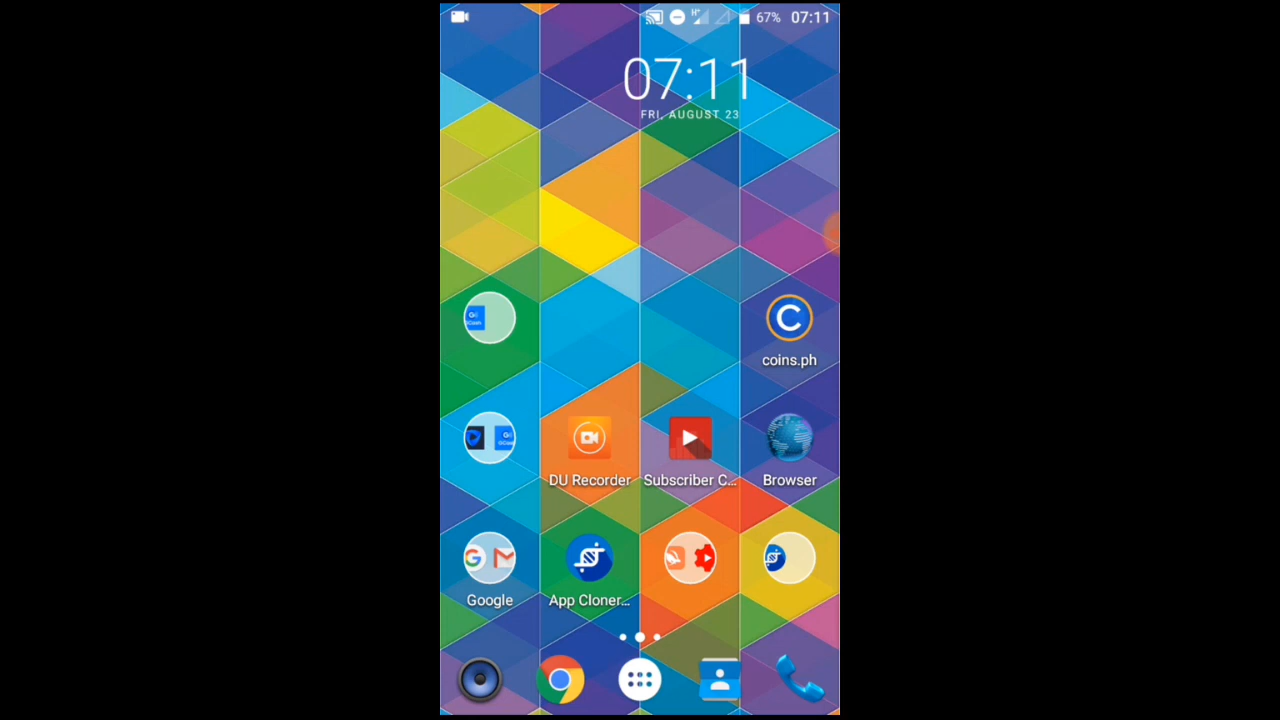 H+ 67% 07:11
07:11
FRI, AUGUST 23
C
coins.ph
DU Recorder
Subscriber C...
Browser
G
Google
App Cloner...